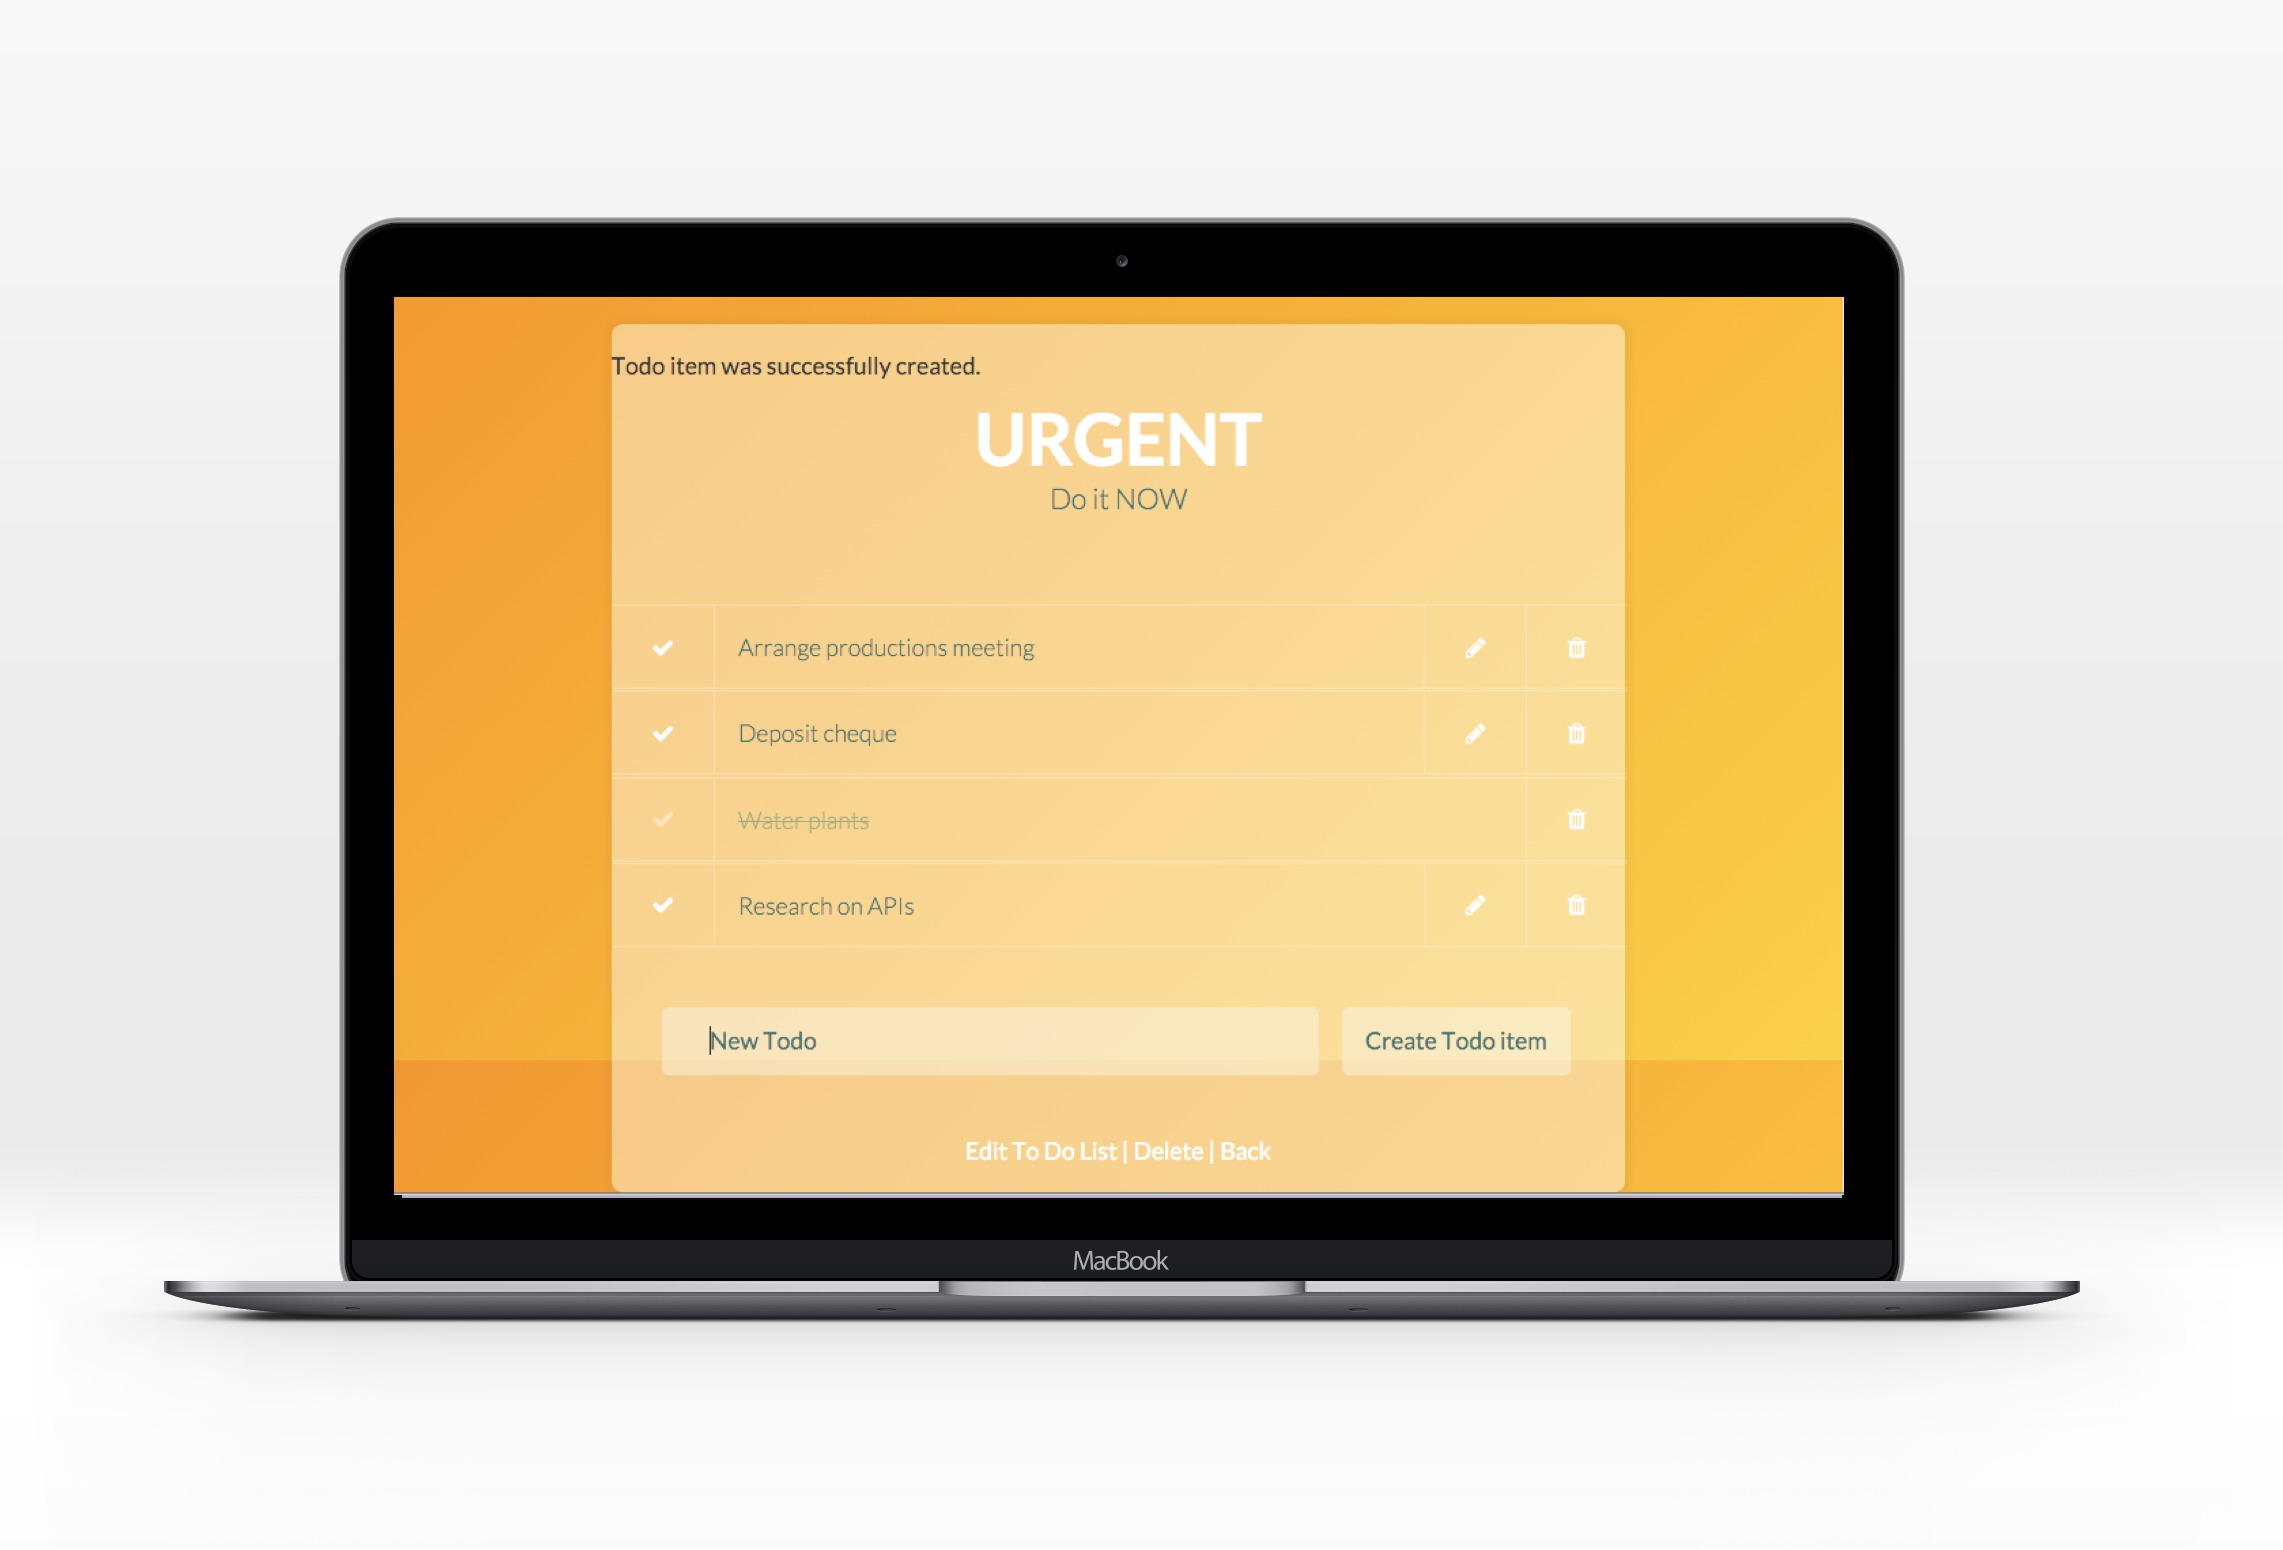 Todo item was successfully created.
URGENT
Do it NOW
Arrange productions meeting
Deposit cheque
Water plants
Research on APIs
New Todo
Create Todo item
Edit To Do List | Delete | Back
MacBook